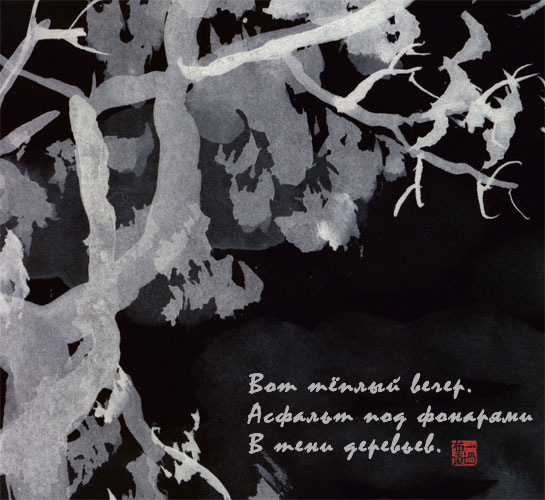 Вот тёплый вечер.
Асфальт под фонарями
В тени деревьев.